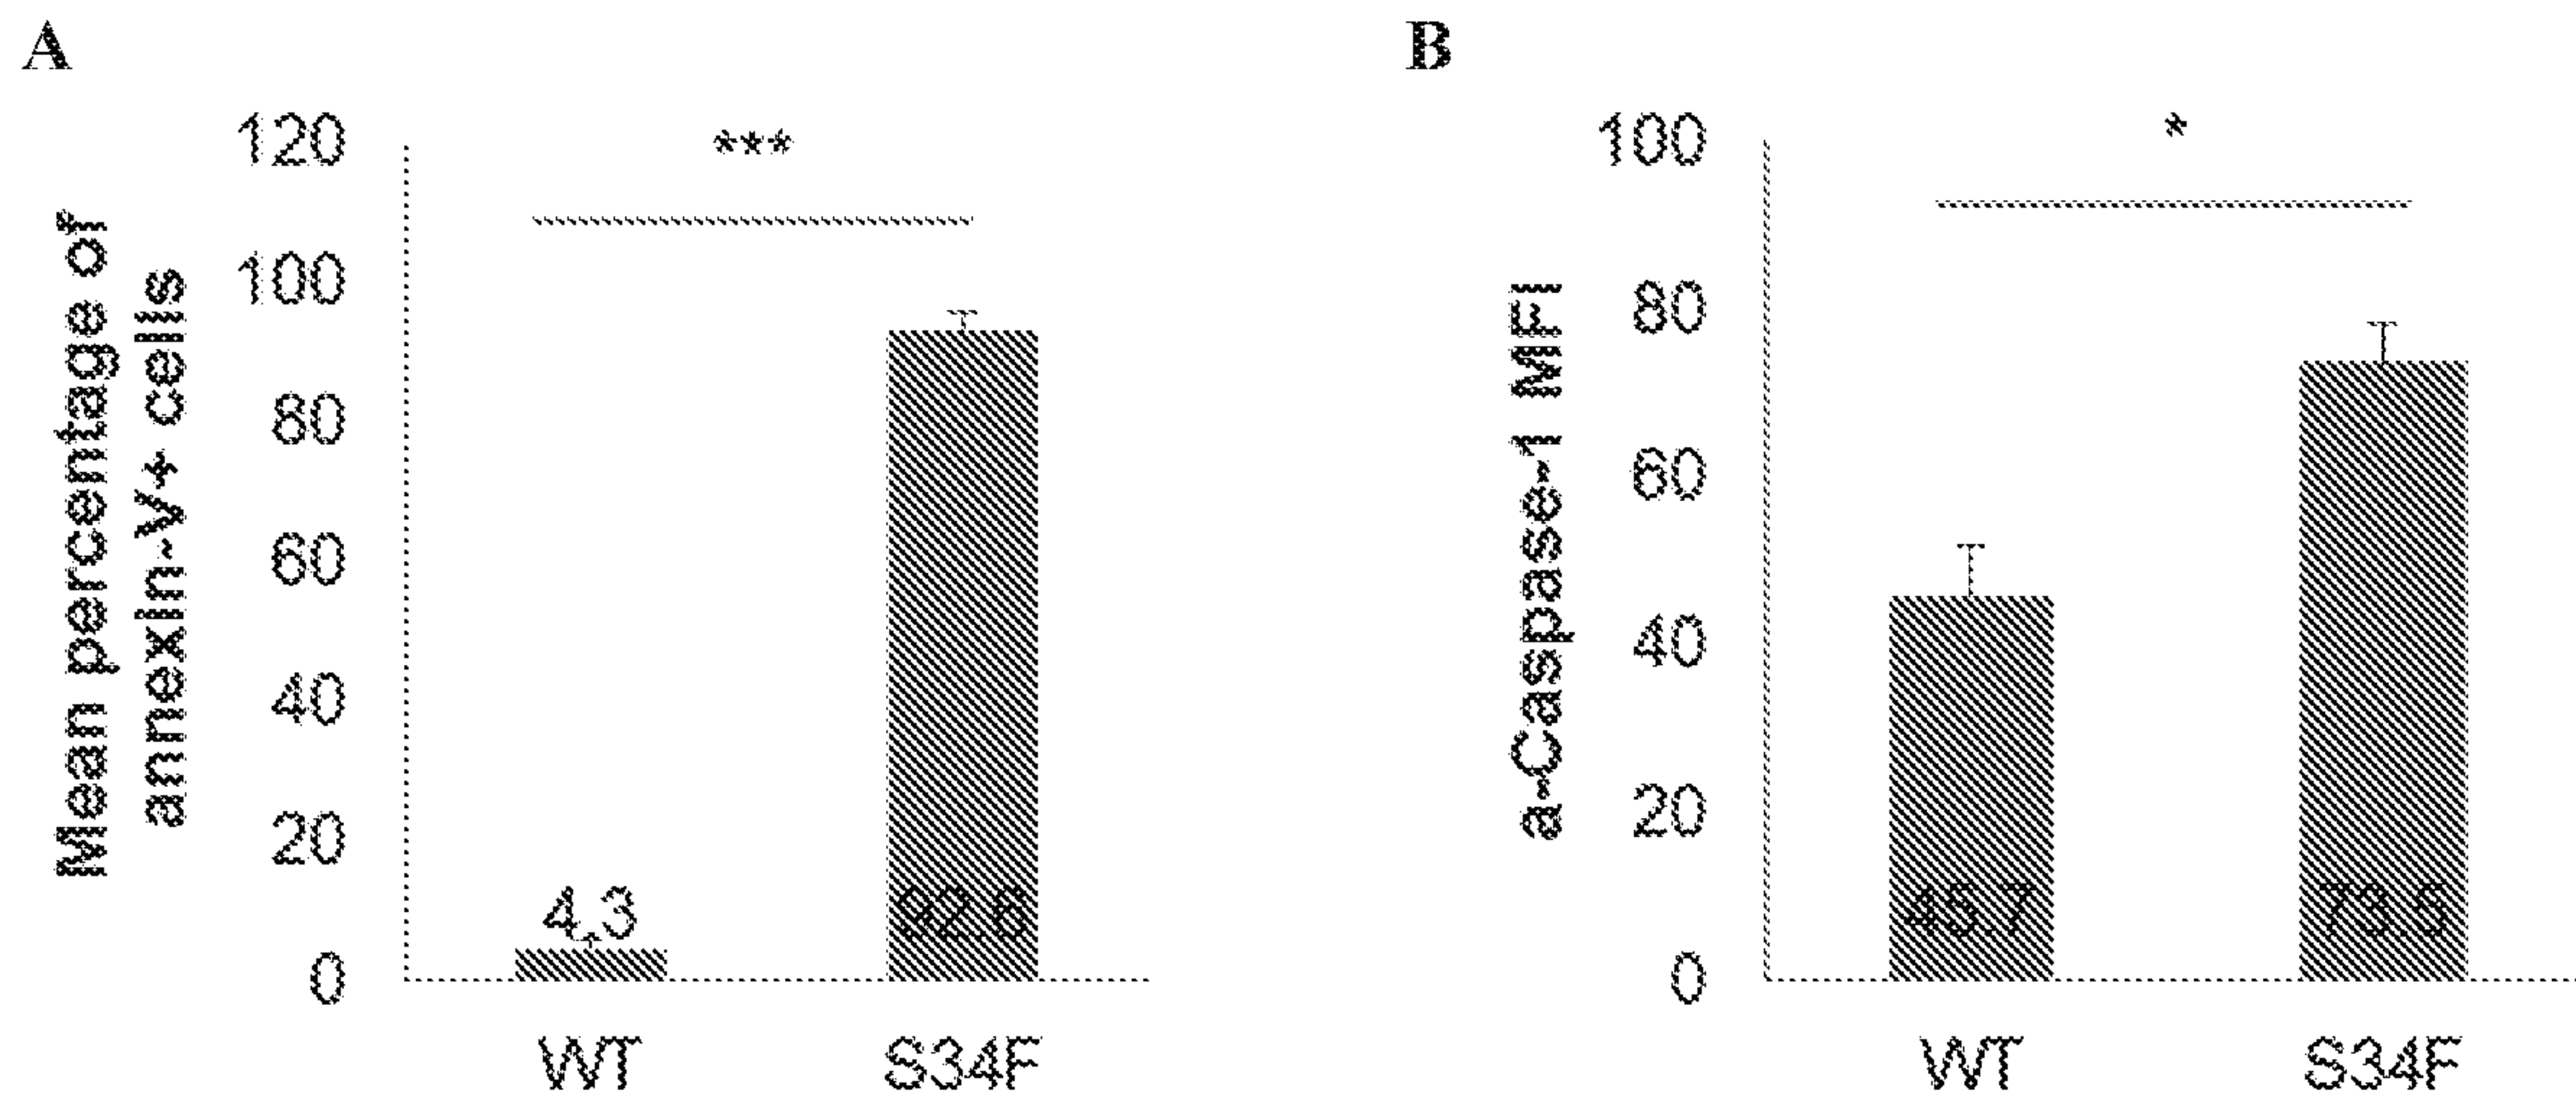 A
Mean percentage of
annexin-V+ cells
120
100
80
60
40
20
0
***
4.3
92.6
WT
S34F
B
a-Caspase-1 MFI
100
80
60
40
20
0
*
45.7
73.5
WT
S34F